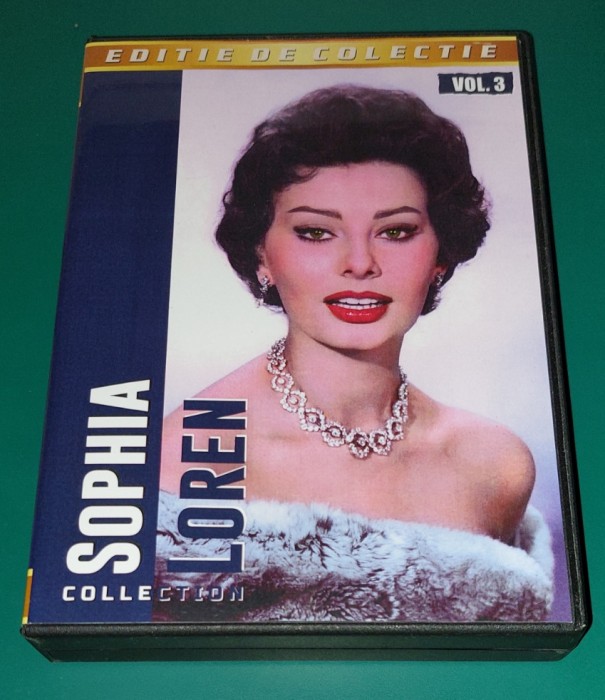 EDITIE DE COLECTIE
VOL. 3
SOPHIA
LOREN
COLLECTION